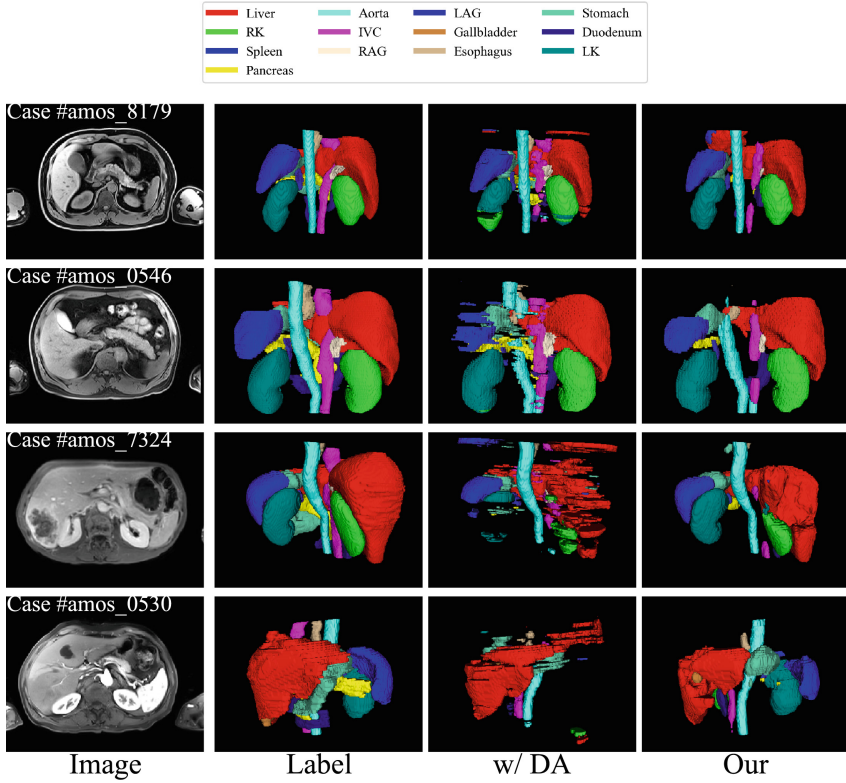 Liver Aorta LAG Stomach
RK IVC Gallbladder Duodenum
Spleen RAG Esophagus LK
Pancreas
Case #amos_8179
Case #amos_0546
Case #amos_7324
Case #amos_0530
Image Label w/ DA Our